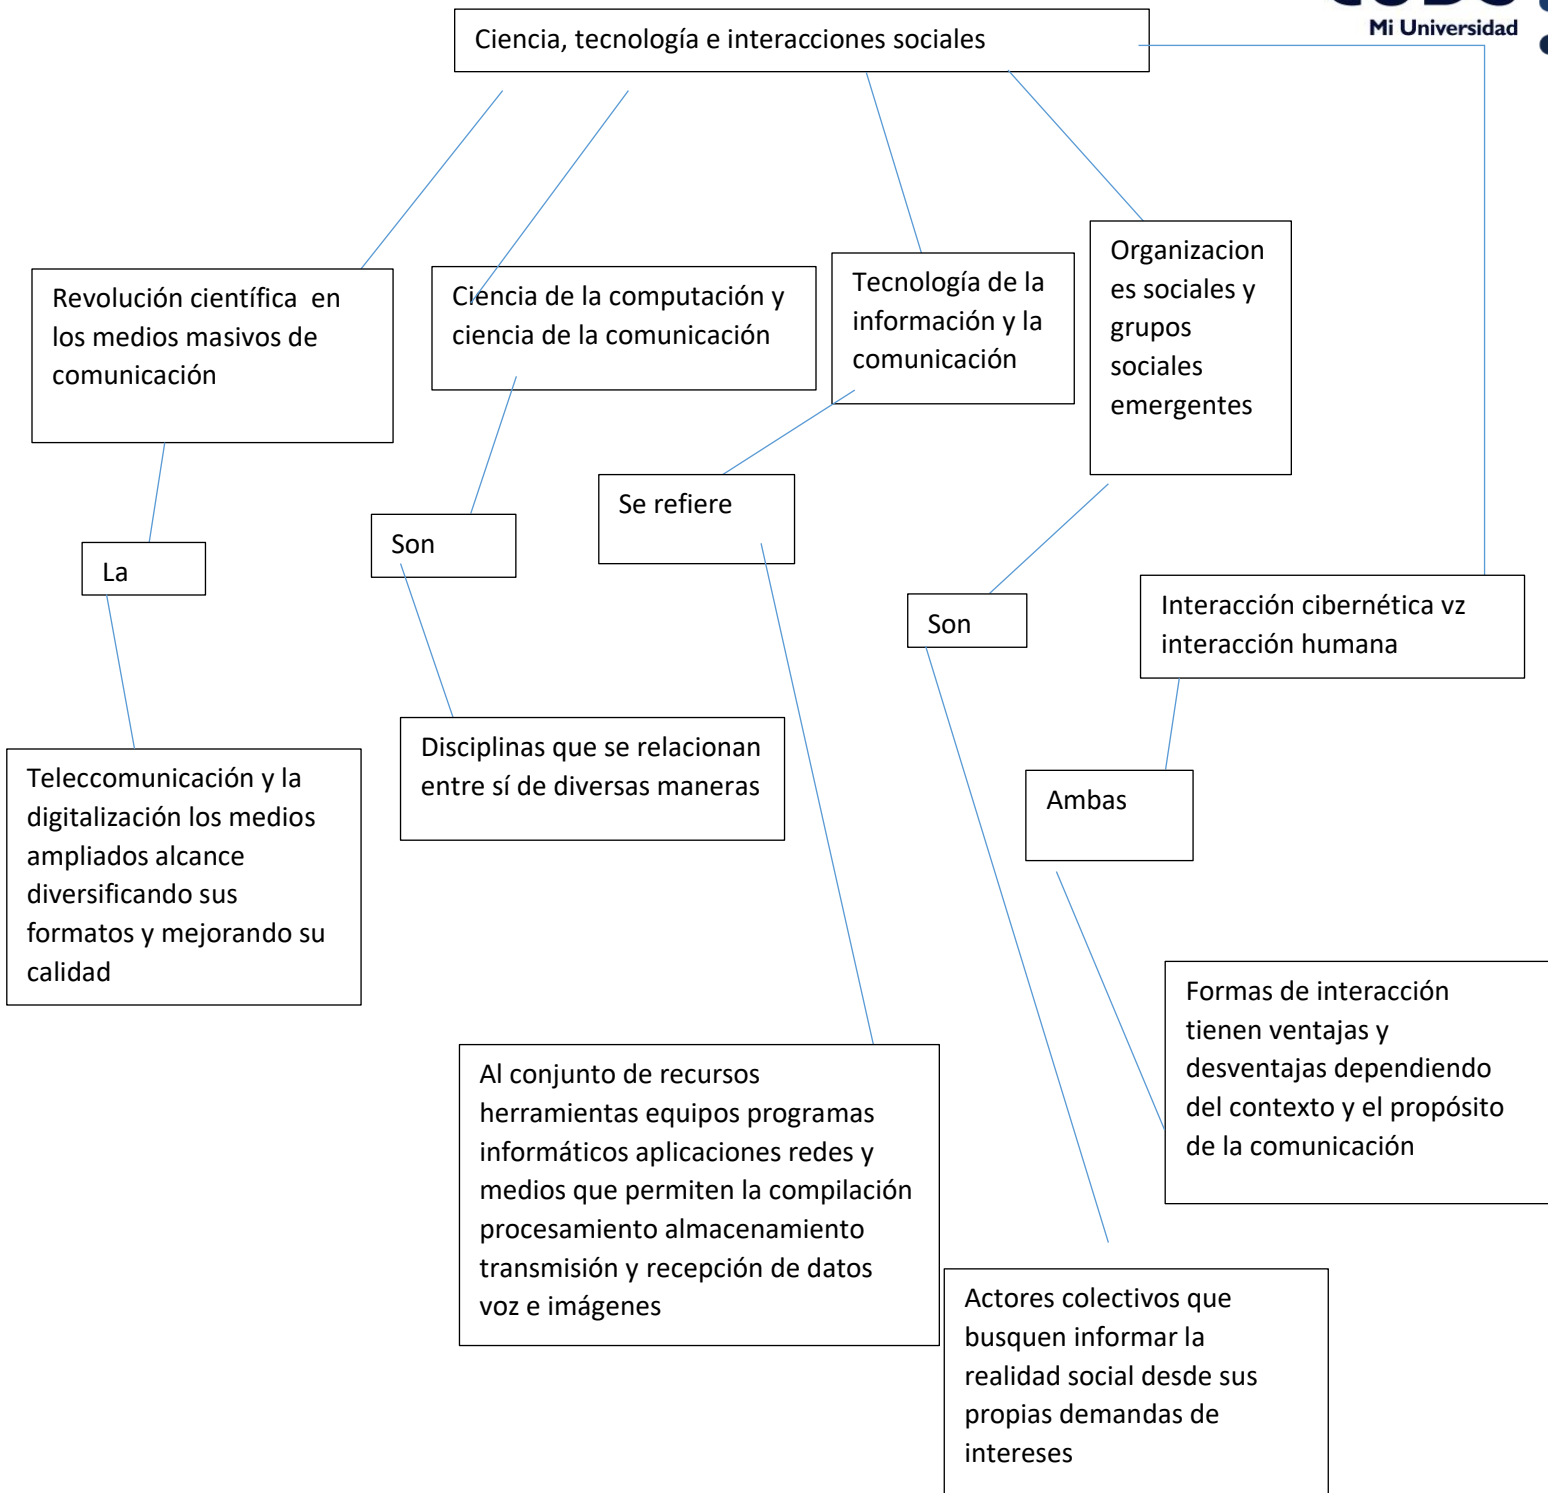 Mi Universidad
Ciencia, tecnología e interacciones sociales
Revolución científica  en
los medios masivos de
comunicación
Ciencia de la computación y
ciencia de la comunicación
Tecnología de la
información y la
comunicación
Organizacion
es sociales y
grupos
sociales
emergentes
La
Son
Se refiere
Son
Interacción cibernética vz
interacción humana
Teleccomunicación y la
digitalización los medios
ampliados alcance
diversificando sus
formatos y mejorando su
calidad
Disciplinas que se relacionan
entre sí de diversas maneras
Ambas
Al conjunto de recursos
herramientas equipos programas
informáticos aplicaciones redes y
medios que permiten la compilación
procesamiento almacenamiento
transmisión y recepción de datos
voz e imágenes
Actores colectivos que
busquen informar la
realidad social desde sus
propias demandas de
intereses
Formas de interacción
tienen ventajas y
desventajas dependiendo
del contexto y el propósito
de la comunicación